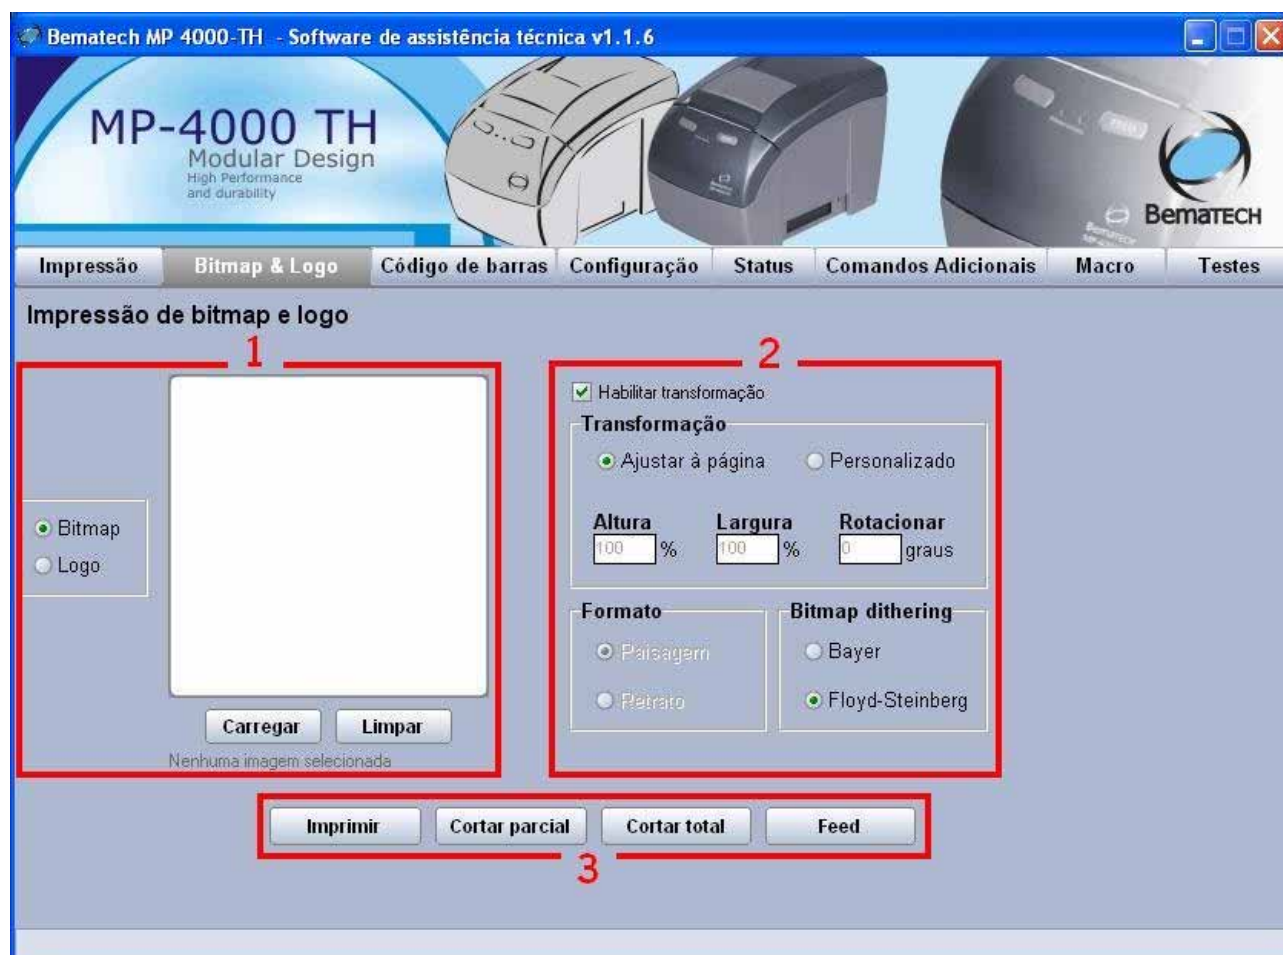 Bematech MP 4000-TH - Software de assistência técnica v1.1.6
MP-4000 TH
Modular Design
High Performance
and durability
BEMATECH
Impressão Bitmap & Logo Código de barras Configuração Status Comandos Adicionais Macro Testes
Impressão de bitmap e logo
1
2
Bitmap
Logo
Carregar Limpar
Nenhuma imagem selecionada
Habilitar transformação
Transformação
Ajustar à página Personalizado
Altura Largura Rotacionar
100 % 100 % 0 graus
Formato Bitmap dithering
Paisagem Bayer
Retrato Floyd-Steinberg
Imprimir Cortar parcial Cortar total Feed
3